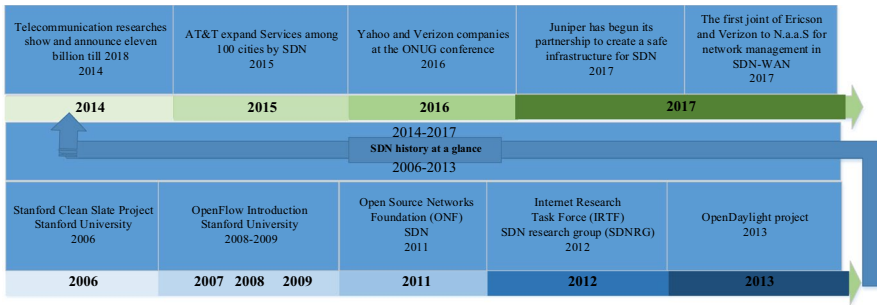 Telecommunication researches
show and announce eleven
billion till 2018
2014
AT&T expand Services among
100 cities by SDN
2015
Yahoo and Verizon companies
at the ONUG conference
2016
Juniper has begun its
partnership to create a safe
infrastructure for SDN
2017
The first joint of Ericson
and Verizon to N.a.a.S for
network management in
SDN-WAN
2017
2014
2015
2016
2017
2014-2017
SDN history at a glance
2006-2013
Stanford Clean Slate Project
Stanford University
2006
OpenFlow Introduction
Stanford University
2008-2009
Open Source Networks
Foundation (ONF)
SDN
2011
Internet Research
Task Force (IRTF)
SDN research group (SDNRG)
2012
OpenDaylight project
2013
2006
2007 2008 2009
2011
2012
2013